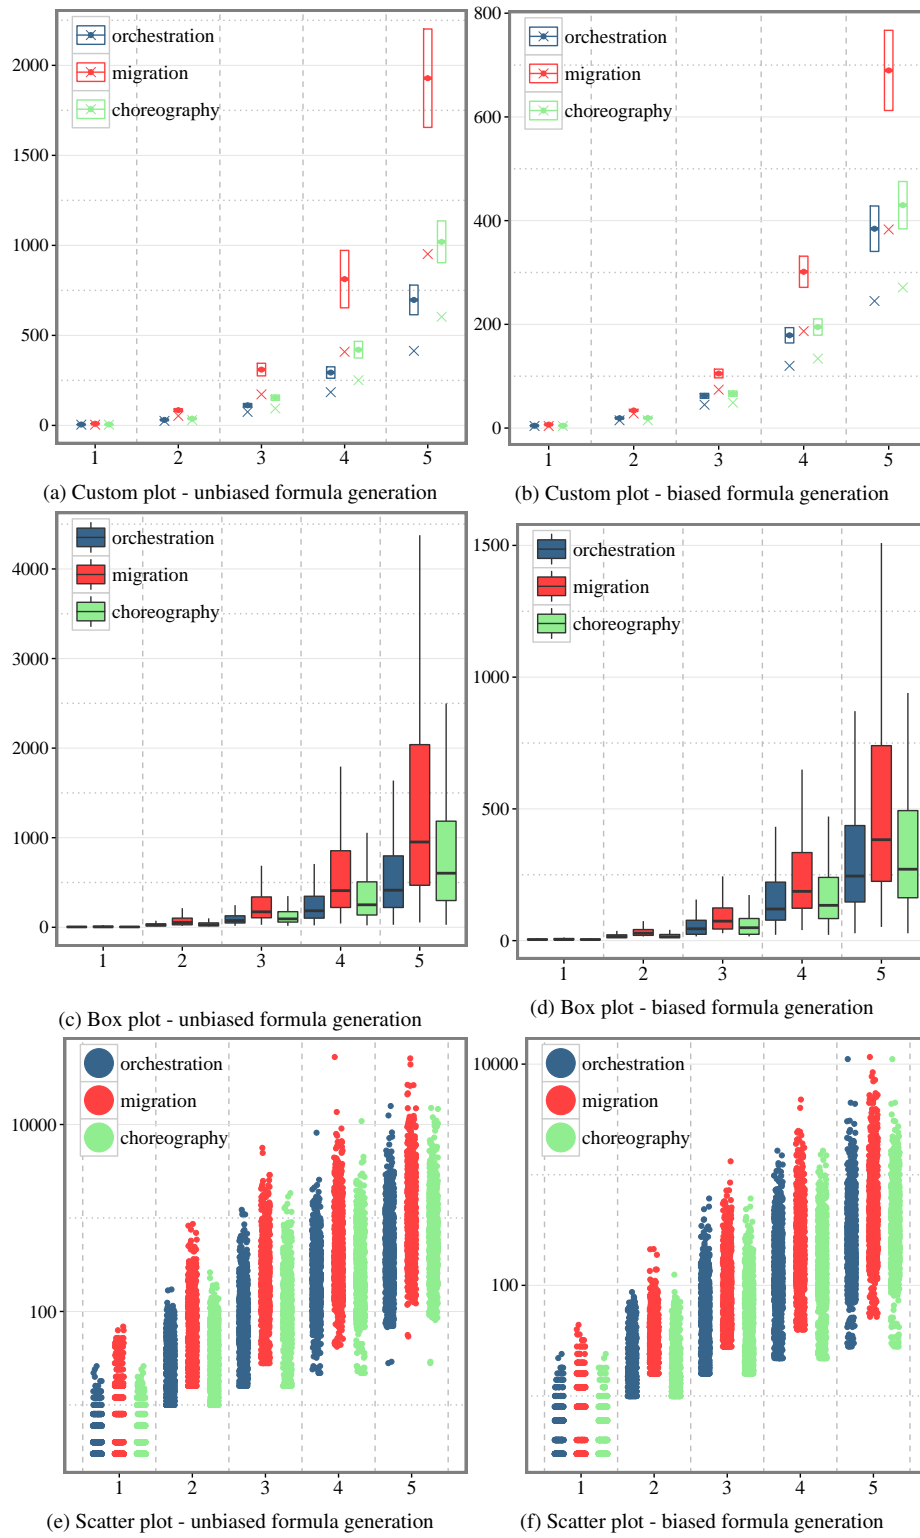 orchestration
migration
choreography
2000
1500
1000
500
0
1 2 3 4 5
(a) Custom plot - unbiased formula generation
orchestration
migration
choreography
800
600
400
200
0
1 2 3 4 5
(b) Custom plot - biased formula generation
orchestration
migration
choreography
4000
3000
2000
1000
0
1 2 3 4 5
(c) Box plot - unbiased formula generation
orchestration
migration
choreography
1500
1000
500
0
1 2 3 4 5
(d) Box plot - biased formula generation
orchestration
migration
choreography
10000
100
1 2 3 4 5
(e) Scatter plot - unbiased formula generation
orchestration
migration
choreography
10000
100
1 2 3 4 5
(f) Scatter plot - biased formula generation